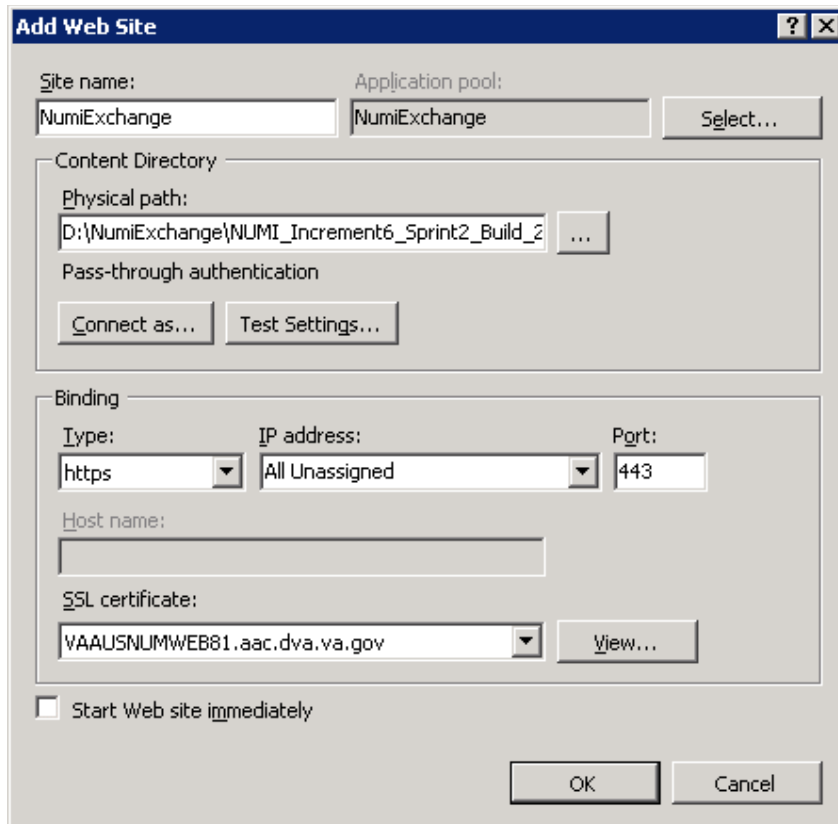 Add Web Site
Site name:
Application pool:
NumiExchange
NumiExchange
Select...
Content Directory
Physical path:
D:\NumiExchange\NUMI_Increment6_Sprint2_Build_2
...
Pass-through authentication
Connect as...
Test Settings...
Binding
Type:
IP address:
Port:
https
All Unassigned
443
Host name:
SSL certificate:
VAAUSNUMWEB81.aac.dva.va.gov
View...
Start Web site immediately
OK
Cancel